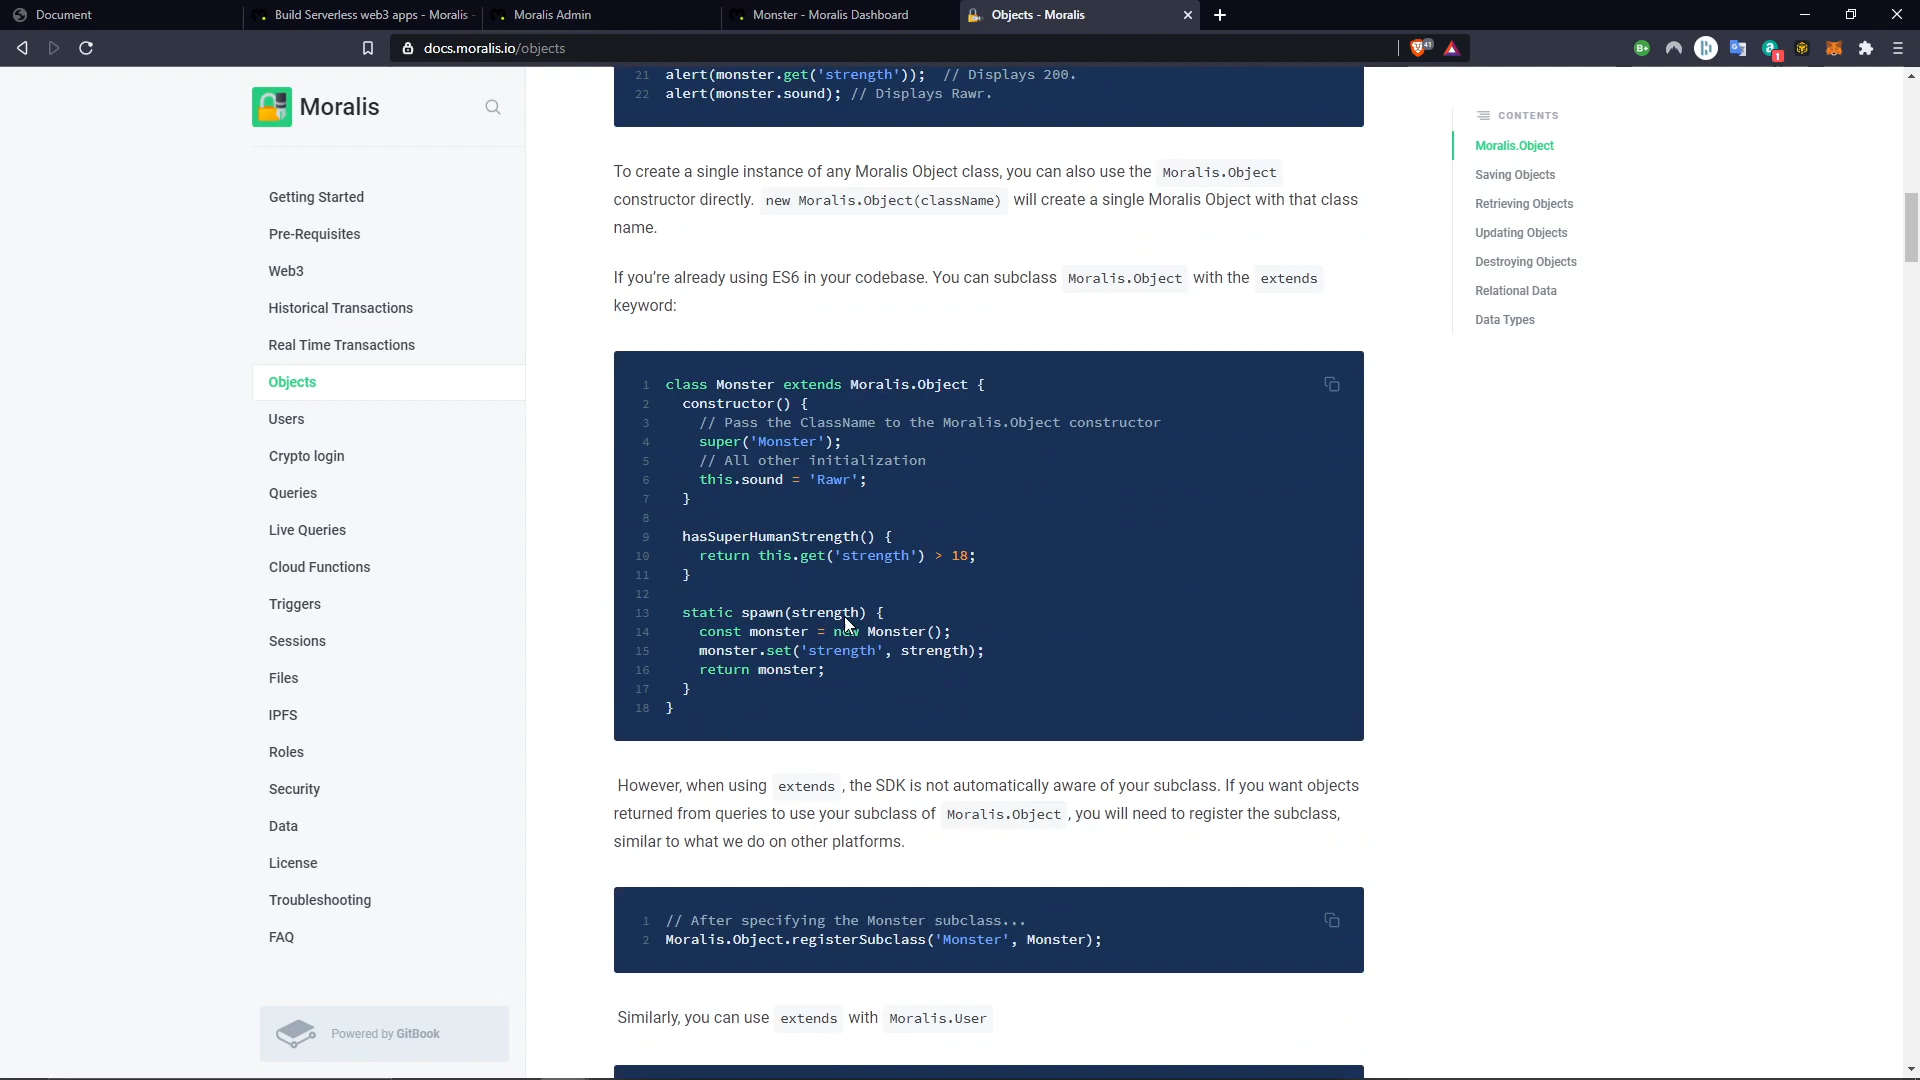 Document
Build Serverless web3 apps - Moralis -
Moralis Admin
Monster - Moralis Dashboard
Objects - Moralis
docs.moralis.io/objects
41
B+
1
Moralis
Getting Started
Pre-Requisites
Web3
Historical Transactions
Real Time Transactions
Objects
Users
Crypto login
Queries
Live Queries
Cloud Functions
Triggers
Sessions
Files
IPFS
Roles
Security
Data
License
Troubleshooting
FAQ
Powered by GitBook
21 alert(monster.get('strength')); // Displays 200.
22 alert(monster.sound); // Displays Rawr.
To create a single instance of any Moralis Object class, you can also use the Moralis.Object
constructor directly. new Moralis.Object(className) will create a single Moralis Object with that class
name.
If you’re already using ES6 in your codebase. You can subclass Moralis.Object with the extends
keyword:
1 class Monster extends Moralis.Object {
2 constructor() {
3 // Pass the ClassName to the Moralis.Object constructor
4 super('Monster');
5 // All other initialization
6 this.sound = 'Rawr';
7 }
8
9 hasSuperHumanStrength() {
10 return this.get('strength') > 18;
11 }
12
13 static spawn(strength) {
14 const monster = new Monster();
15 monster.set('strength', strength);
16 return monster;
17 }
18 }
However, when using extends , the SDK is not automatically aware of your subclass. If you want objects
returned from queries to use your subclass of Moralis.Object , you will need to register the subclass,
similar to what we do on other platforms.
1 // After specifying the Monster subclass...
2 Moralis.Object.registerSubclass('Monster', Monster);
Similarly, you can use extends with Moralis.User
CONTENTS
Moralis.Object
Saving Objects
Retrieving Objects
Updating Objects
Destroying Objects
Relational Data
Data Types